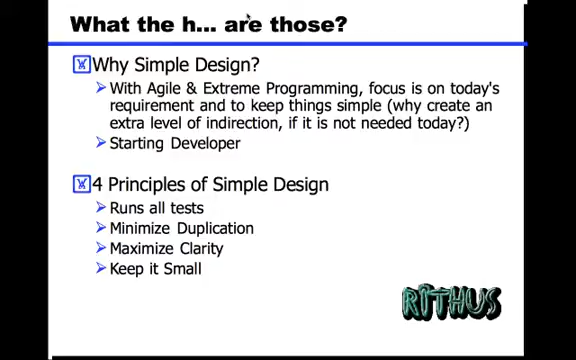 What the h... are those?
Why Simple Design?
With Agile & Extreme Programming, focus is on today's
requirement and to keep things simple (why create an
extra level of indirection, if it is not needed today?)
Starting Developer
4 Principles of Simple Design
Runs all tests
Minimize Duplication
Maximize Clarity
Keep it Small
RITHUS